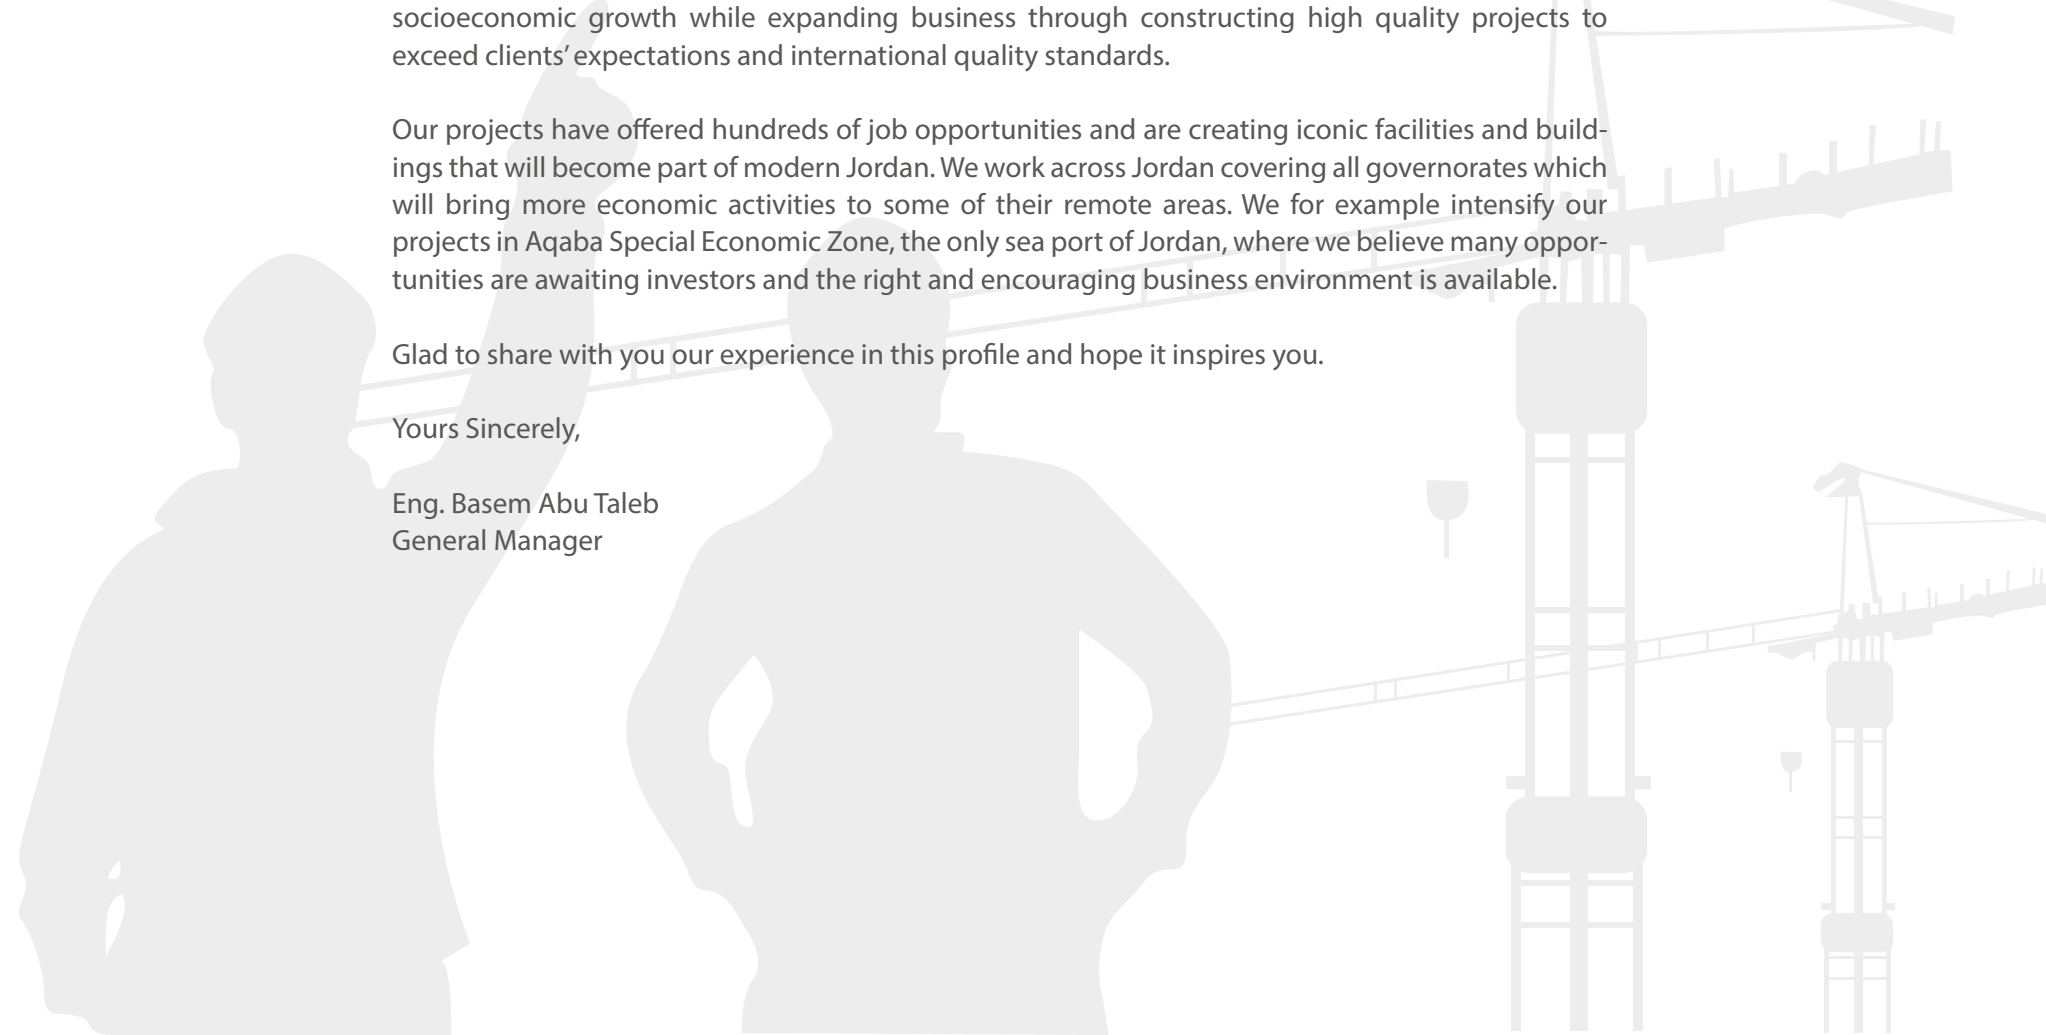 socioeconomic growth while expanding business through constructing high quality projects to
exceed clients’ expectations and international quality standards.
Our projects have offered hundreds of job opportunities and are creating iconic facilities and build-
ings that will become part of modern Jordan. We work across Jordan covering all governorates which
will bring more economic activities to some of their remote areas. We for example intensify our
projects in Aqaba Special Economic Zone, the only sea port of Jordan, where we believe many oppor-
tunities are awaiting investors and the right and encouraging business environment is available.
Glad to share with you our experience in this profile and hope it inspires you.
Yours Sincerely,
Eng. Basem Abu Taleb
General Manager